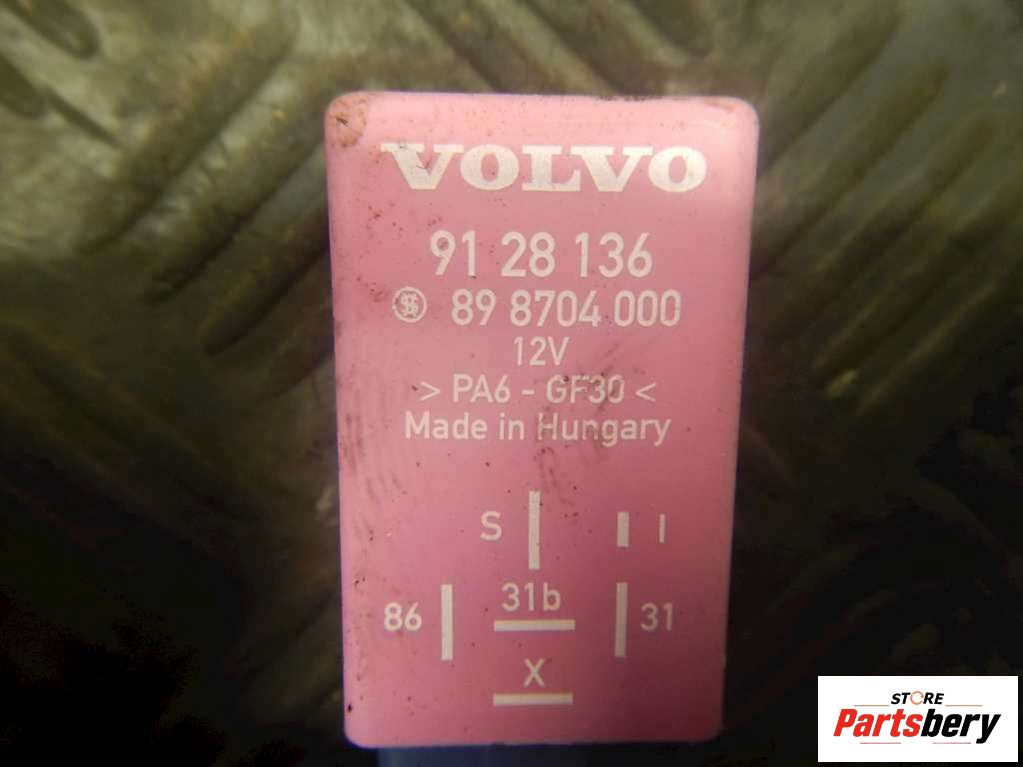 VOLVO
91 28 136
89 8704 000
12V
> PA6 - GF30 <
Made in Hungary
S I
86 31b 31
X
STORE
Partsbery